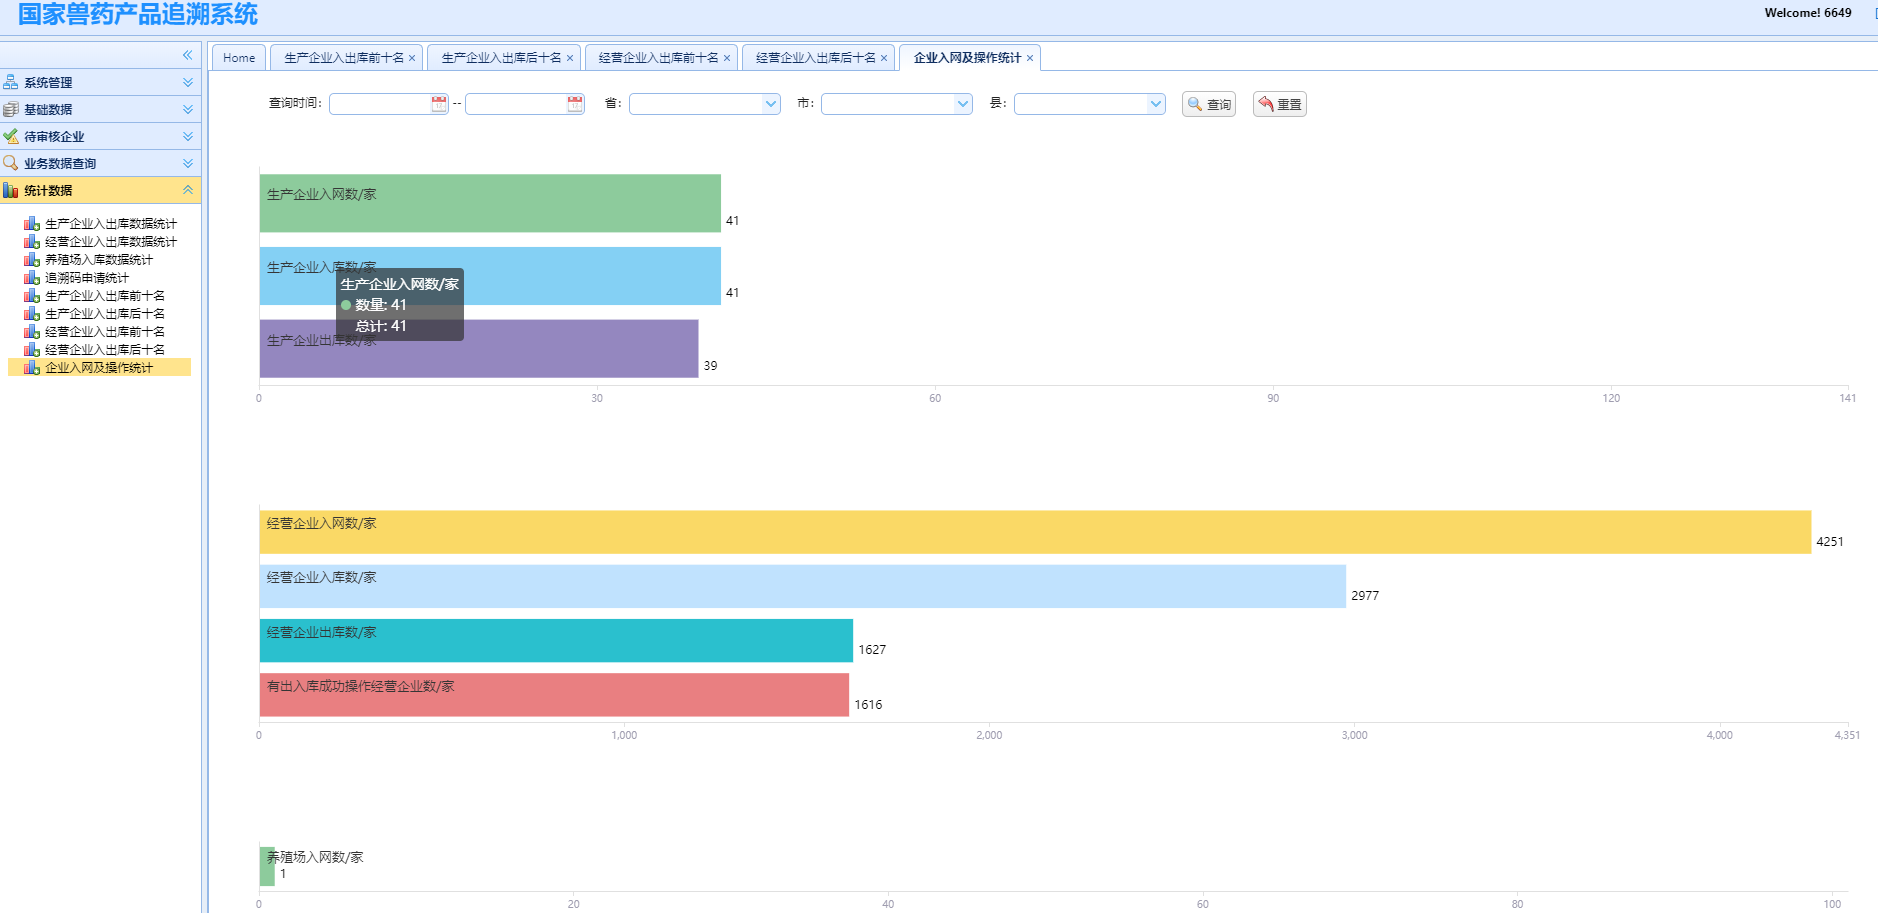 国家兽药产品追溯系统
Welcome! 6649
系统管理
基础数据
待审核企业
业务数据查询
统计数据
生产企业入出库数据统计
经营企业入出库数据统计
养殖场入库数据统计
追溯码申请统计
生产企业入出库前十名
生产企业入出库后十名
经营企业入出库前十名
经营企业入出库后十名
企业入网及操作统计
Home 生产企业入出库前十名 × 生产企业入出库后十名 × 经营企业入出库前十名 × 经营企业入出库后十名 × 企业入网及操作统计 ×
查询时间: -- 省: 市: 县: 查询 重置
生产企业入网数/家
41
生产企业入库数/家
41
生产企业入网数/家
数量: 41
总计: 41
生产企业出库数/家
39
0 30 60 90 120 141
经营企业入网数/家
4251
经营企业入库数/家
2977
经营企业出库数/家
1627
有出入库成功操作经营企业数/家
1616
0 1,000 2,000 3,000 4,000 4,351
养殖场入网数/家
1
0 20 40 60 80 100